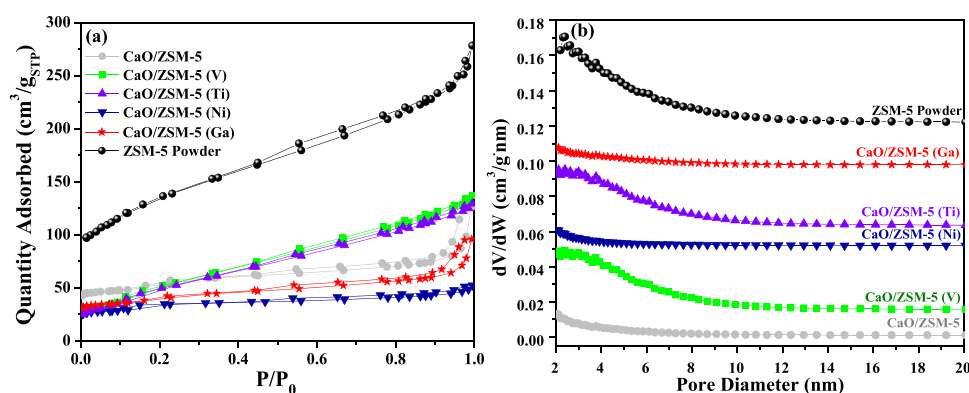 (a)
300
250
200
150
100
50
0
Quantity Adsorbed (cm³/g_STP)
CaO/ZSM-5
CaO/ZSM-5 (V)
CaO/ZSM-5 (Ti)
CaO/ZSM-5 (Ni)
CaO/ZSM-5 (Ga)
ZSM-5 Powder
0.0 0.2 0.4 0.6 0.8 1.0
P/P₀
(b)
0.18
0.16
0.14
0.12
0.10
0.08
0.06
0.04
0.02
0.00
dV/dW (cm³/g nm)
ZSM-5 Powder
CaO/ZSM-5 (Ga)
CaO/ZSM-5 (Ti)
CaO/ZSM-5 (Ni)
CaO/ZSM-5 (V)
CaO/ZSM-5
2 4 6 8 10 12 14 16 18 20
Pore Diameter (nm)